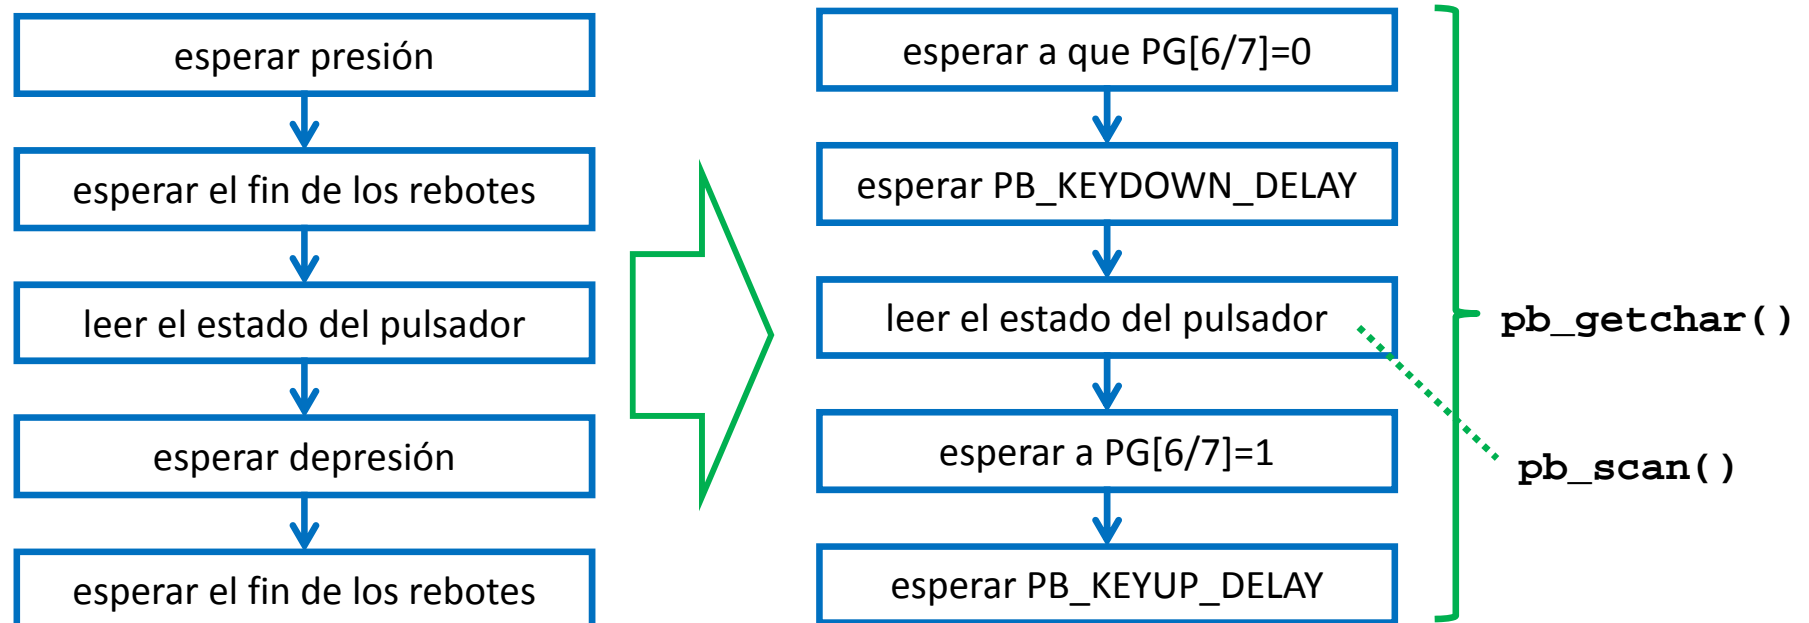 esperar presión
esperar el fin de los rebotes
leer el estado del pulsador
esperar depresión
esperar el fin de los rebotes
esperar a que PG[6/7]=0
esperar PB_KEYDOWN_DELAY
leer el estado del pulsador
esperar a PG[6/7]=1
esperar PB_KEYUP_DELAY
pb_getchar()
pb_scan()